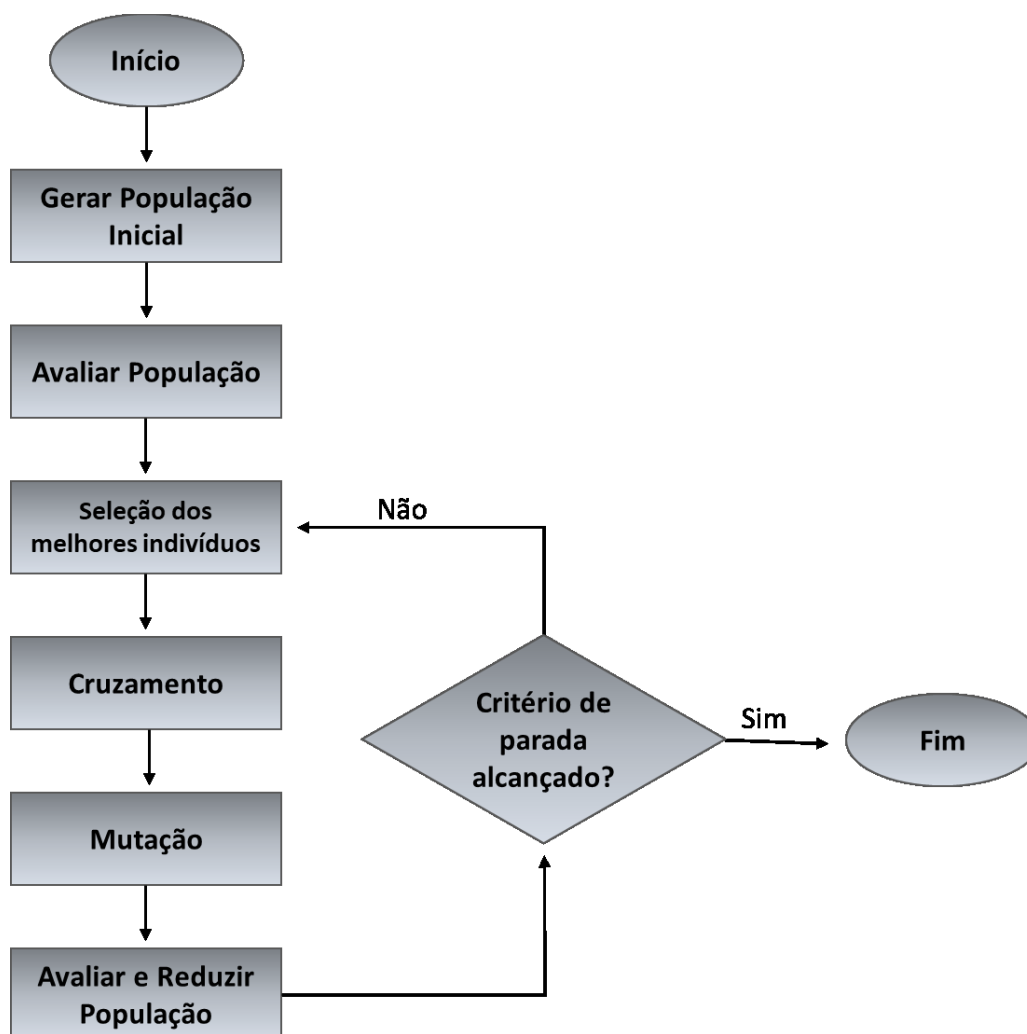 Início
Gerar População
Inicial
Avaliar População
Seleção dos
melhores indivíduos
Cruzamento
Mutação
Avaliar e Reduzir
População
Não
Critério de
parada
alcançado?
Sim
Fim